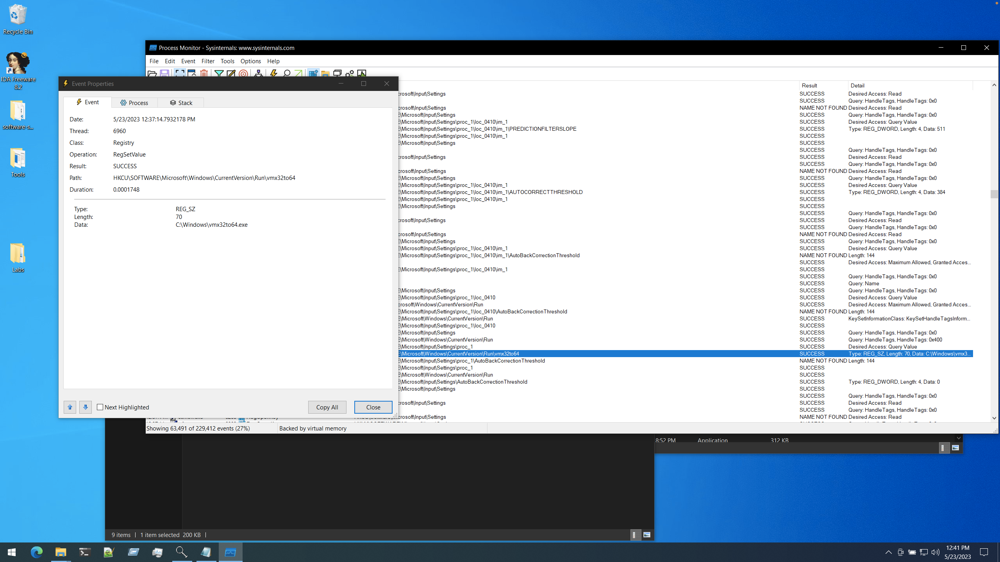 Recycle Bin
IDA Freeware
8.2
software-s...
Tools
Labs
Process Monitor - Sysinternals: www.sysinternals.com
File Edit Event Filter Tools Options Help
Event Properties
Event Process Stack
Date: 5/23/2023 12:37:14.7932178 PM
Thread: 6960
Class: Registry
Operation: RegSetValue
Result: SUCCESS
Path: HKCU\SOFTWARE\Microsoft\Windows\CurrentVersion\Run\vmx32to64
Duration: 0.0001748
Type: REG_SZ
Length: 70
Data: C:\Windows\vmx32to64.exe
Next Highlighted Copy All Close
Result Detail
crosoft\Input\Settings SUCCESS Desired Access: Read
SUCCESS Query: HandleTags, HandleTags: 0x0
crosoft\Input\Settings NAME NOT FOUND Desired Access: Read
E\Microsoft\Input\Settings SUCCESS Query: HandleTags, HandleTags: 0x0
E\Microsoft\Input\Settings\proc_1\loc_0410\im_1 SUCCESS Desired Access: Query Value
E\Microsoft\Input\Settings\proc_1\loc_0410\im_1\PREDICTIONFILTERSLOPE SUCCESS Type: REG_DWORD, Length: 4, Data: 511
E\Microsoft\Input\Settings\proc_1\loc_0410\im_1 SUCCESS
E\Microsoft\Input\Settings SUCCESS
SUCCESS Query: HandleTags, HandleTags: 0x0
crosoft\Input\Settings SUCCESS Desired Access: Read
SUCCESS Query: HandleTags, HandleTags: 0x0
crosoft\Input\Settings NAME NOT FOUND Desired Access: Read
E\Microsoft\Input\Settings SUCCESS Query: HandleTags, HandleTags: 0x0
E\Microsoft\Input\Settings\proc_1\loc_0410\im_1 SUCCESS Desired Access: Query Value
E\Microsoft\Input\Settings\proc_1\loc_0410\im_1\AUTOCORRECTTHRESHOLD SUCCESS Type: REG_DWORD, Length: 4, Data: 384
E\Microsoft\Input\Settings\proc_1\loc_0410\im_1 SUCCESS
E\Microsoft\Input\Settings SUCCESS
SUCCESS Query: HandleTags, HandleTags: 0x0
crosoft\Input\Settings SUCCESS Desired Access: Read
SUCCESS Query: HandleTags, HandleTags: 0x0
crosoft\Input\Settings NAME NOT FOUND Desired Access: Read
E\Microsoft\Input\Settings SUCCESS Query: HandleTags, HandleTags: 0x0
E\Microsoft\Input\Settings\proc_1\loc_0410\im_1 SUCCESS Desired Access: Query Value
E\Microsoft\Input\Settings\proc_1\loc_0410\im_1\AutoBackCorrectionThreshold NAME NOT FOUND Length: 144
SUCCESS Desired Access: Maximum Allowed, Granted Acces...
E\Microsoft\Input\Settings\proc_1\loc_0410\im_1 SUCCESS
SUCCESS Query: HandleTags, HandleTags: 0x0
SUCCESS Query: Name
E\Microsoft\Input\Settings SUCCESS Query: HandleTags, HandleTags: 0x0
E\Microsoft\Input\Settings\proc_1\loc_0410 SUCCESS Desired Access: Query Value
crosoft\Windows\CurrentVersion\Run SUCCESS Desired Access: Maximum Allowed, Granted Acces...
E\Microsoft\Input\Settings\proc_1\loc_0410\AutoBackCorrectionThreshold NAME NOT FOUND Length: 144
E\Microsoft\Windows\CurrentVersion\Run SUCCESS KeySetInformationClass: KeySetHandleTagsInform...
E\Microsoft\Input\Settings\proc_1\loc_0410 SUCCESS
E\Microsoft\Input\Settings SUCCESS Query: HandleTags, HandleTags: 0x0
E\Microsoft\Windows\CurrentVersion\Run SUCCESS Query: HandleTags, HandleTags: 0x400
E\Microsoft\Input\Settings\proc_1 SUCCESS Desired Access: Query Value
E\Microsoft\Windows\CurrentVersion\Run\vmx32to64 SUCCESS Type: REG_SZ, Length: 70, Data: C:\Windows\vmx3...
E\Microsoft\Input\Settings\proc_1\AutoBackCorrectionThreshold NAME NOT FOUND Length: 144
E\Microsoft\Input\Settings\proc_1 SUCCESS
E\Microsoft\Windows\CurrentVersion\Run SUCCESS
E\Microsoft\Input\Settings\AutoBackCorrectionThreshold SUCCESS Type: REG_DWORD, Length: 4, Data: 0
E\Microsoft\Input\Settings SUCCESS
SUCCESS Query: HandleTags, HandleTags: 0x0
crosoft\Input\Settings SUCCESS Desired Access: Read
SUCCESS Query: HandleTags, HandleTags: 0x0
crosoft\Input\Settings NAME NOT FOUND Desired Access: Read
Showing 63,491 of 229,412 events (27%) Backed by virtual memory
8:52 PM Application 312 KB
9 items 1 item selected 200 KB
12:41 PM
5/23/2023